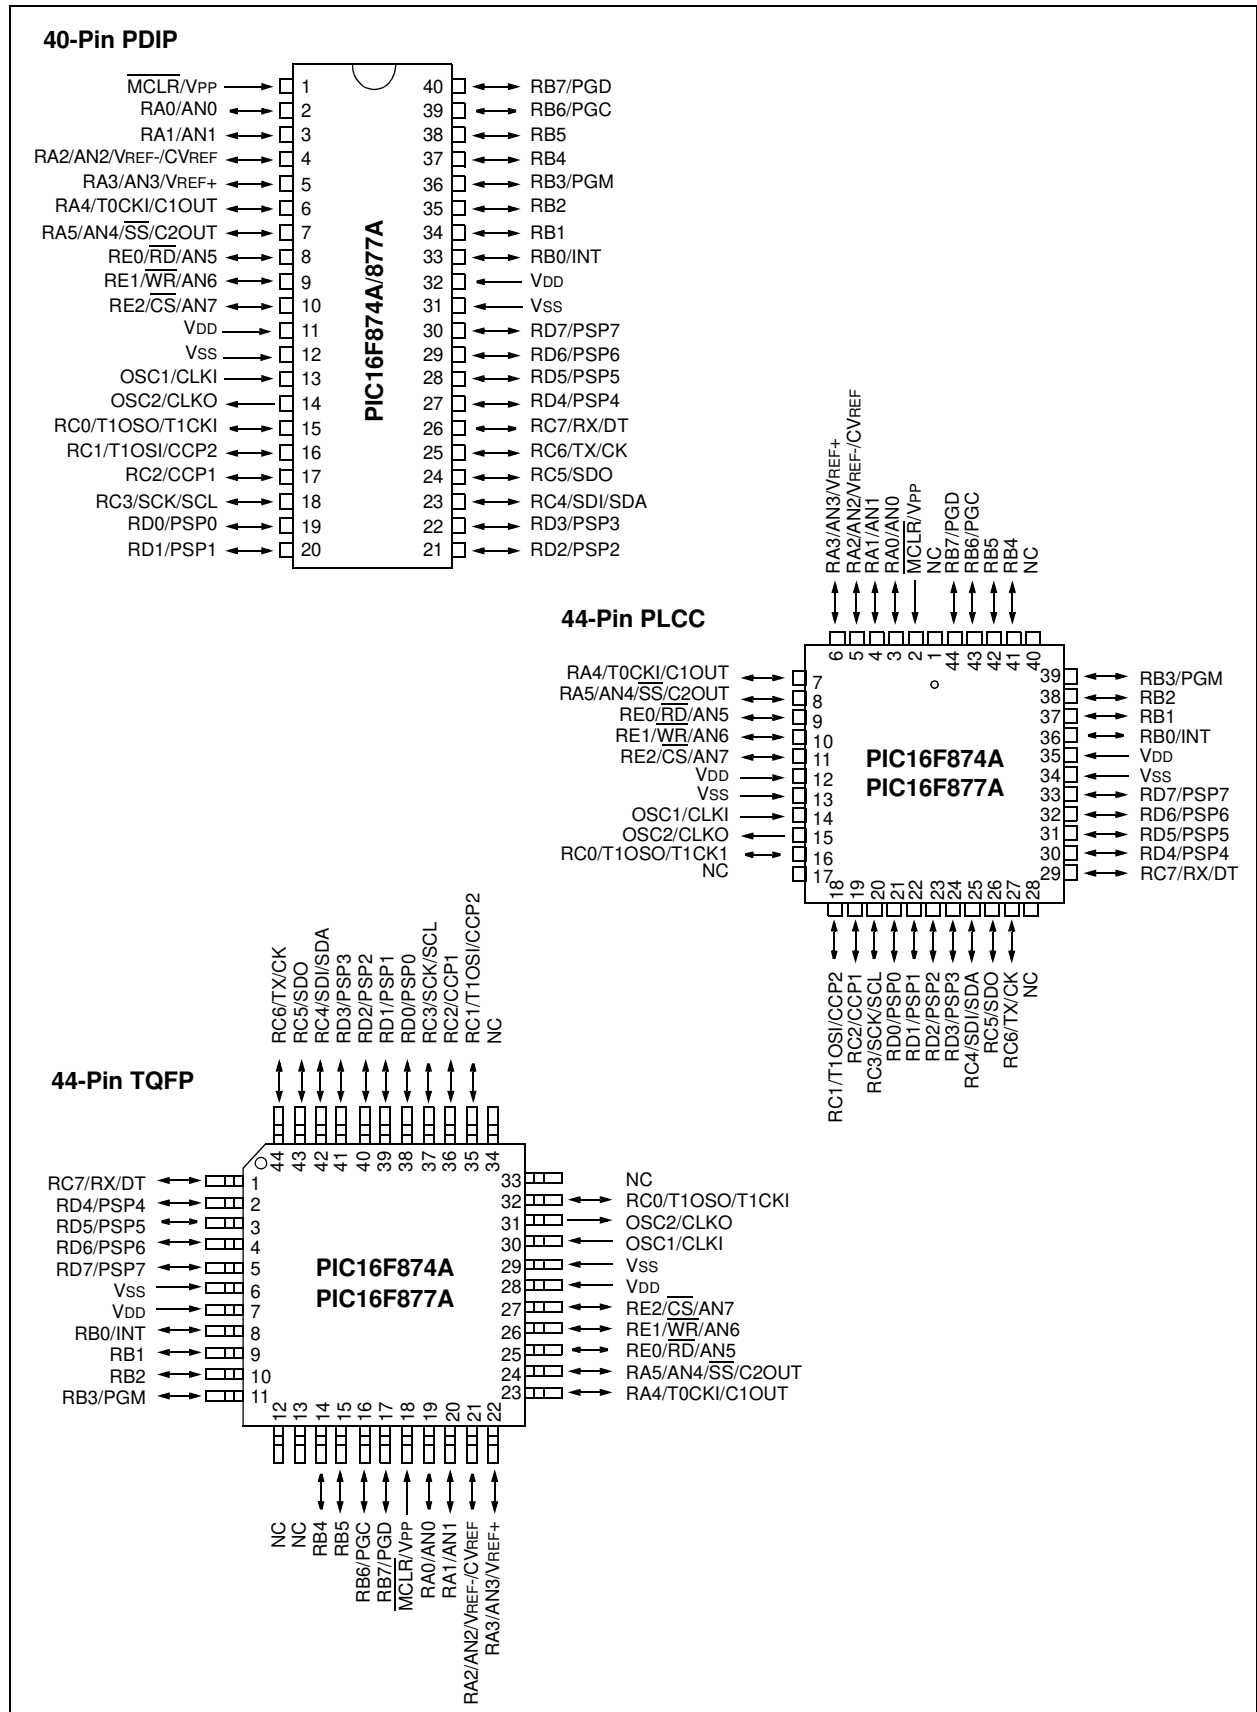 40-Pin PDIP
MCLR/VPP 1 40 RB7/PGD
RA0/AN0 2 39 RB6/PGC
RA1/AN1 3 38 RB5
RA2/AN2/VREF-/CVREF 4 37 RB4
RA3/AN3/VREF+ 5 36 RB3/PGM
RA4/T0CKI/C1OUT 6 35 RB2
RA5/AN4/SS/C2OUT 7 34 RB1
RE0/RD/AN5 8 33 RB0/INT
RE1/WR/AN6 9 32 VDD
RE2/CS/AN7 10 31 VSS
VDD 11 30 RD7/PSP7
VSS 12 29 RD6/PSP6
OSC1/CLKI 13 28 RD5/PSP5
OSC2/CLKO 14 27 RD4/PSP4
RC0/T1OSO/T1CKI 15 26 RC7/RX/DT
RC1/T1OSI/CCP2 16 25 RC6/TX/CK
RC2/CCP1 17 24 RC5/SDO
RC3/SCK/SCL 18 23 RC4/SDI/SDA
RD0/PSP0 19 22 RD3/PSP3
RD1/PSP1 20 21 RD2/PSP2
PIC16F874A/877A
44-Pin PLCC
RA3/AN3/VREF+
RA2/AN2/VREF-/CVREF
RA1/AN1
RA0/AN0
MCLR/VPP
NC
RB7/PGD
RB6/PGC
RB5
RB4
NC
6 5 4 3 2 1 44 43 42 41 40
RA4/T0CKI/C1OUT 7 39 RB3/PGM
RA5/AN4/SS/C2OUT 8 38 RB2
RE0/RD/AN5 9 37 RB1
RE1/WR/AN6 10 36 RB0/INT
RE2/CS/AN7 11 35 VDD
VDD 12 34 VSS
VSS 13 33 RD7/PSP7
OSC1/CLKI 14 32 RD6/PSP6
OSC2/CLKO 15 31 RD5/PSP5
RC0/T1OSO/T1CK1 16 30 RD4/PSP4
NC 17 29 RC7/RX/DT
PIC16F874A
PIC16F877A
18 19 20 21 22 23 24 25 26 27 28
RC1/T1OSI/CCP2
RC2/CCP1
RC3/SCK/SCL
RD0/PSP0
RD1/PSP1
RD2/PSP2
RD3/PSP3
RC4/SDI/SDA
RC5/SDO
RC6/TX/CK
NC
44-Pin TQFP
RC6/TX/CK
RC5/SDO
RC4/SDI/SDA
RD3/PSP3
RD2/PSP2
RD1/PSP1
RD0/PSP0
RC3/SCK/SCL
RC2/CCP1
RC1/T1OSI/CCP2
NC
44 43 42 41 40 39 38 37 36 35 34
RC7/RX/DT 1 33 NC
RD4/PSP4 2 32 RC0/T1OSO/T1CKI
RD5/PSP5 3 31 OSC2/CLKO
RD6/PSP6 4 30 OSC1/CLKI
RD7/PSP7 5 29 VSS
VSS 6 28 VDD
VDD 7 27 RE2/CS/AN7
RB0/INT 8 26 RE1/WR/AN6
RB1 9 25 RE0/RD/AN5
RB2 10 24 RA5/AN4/SS/C2OUT
RB3/PGM 11 23 RA4/T0CKI/C1OUT
PIC16F874A
PIC16F877A
12 13 14 15 16 17 18 19 20 21 22
NC
NC
RB4
RB5
RB6/PGC
RB7/PGD
MCLR/VPP
RA0/AN0
RA1/AN1
RA2/AN2/VREF-/CVREF
RA3/AN3/VREF+